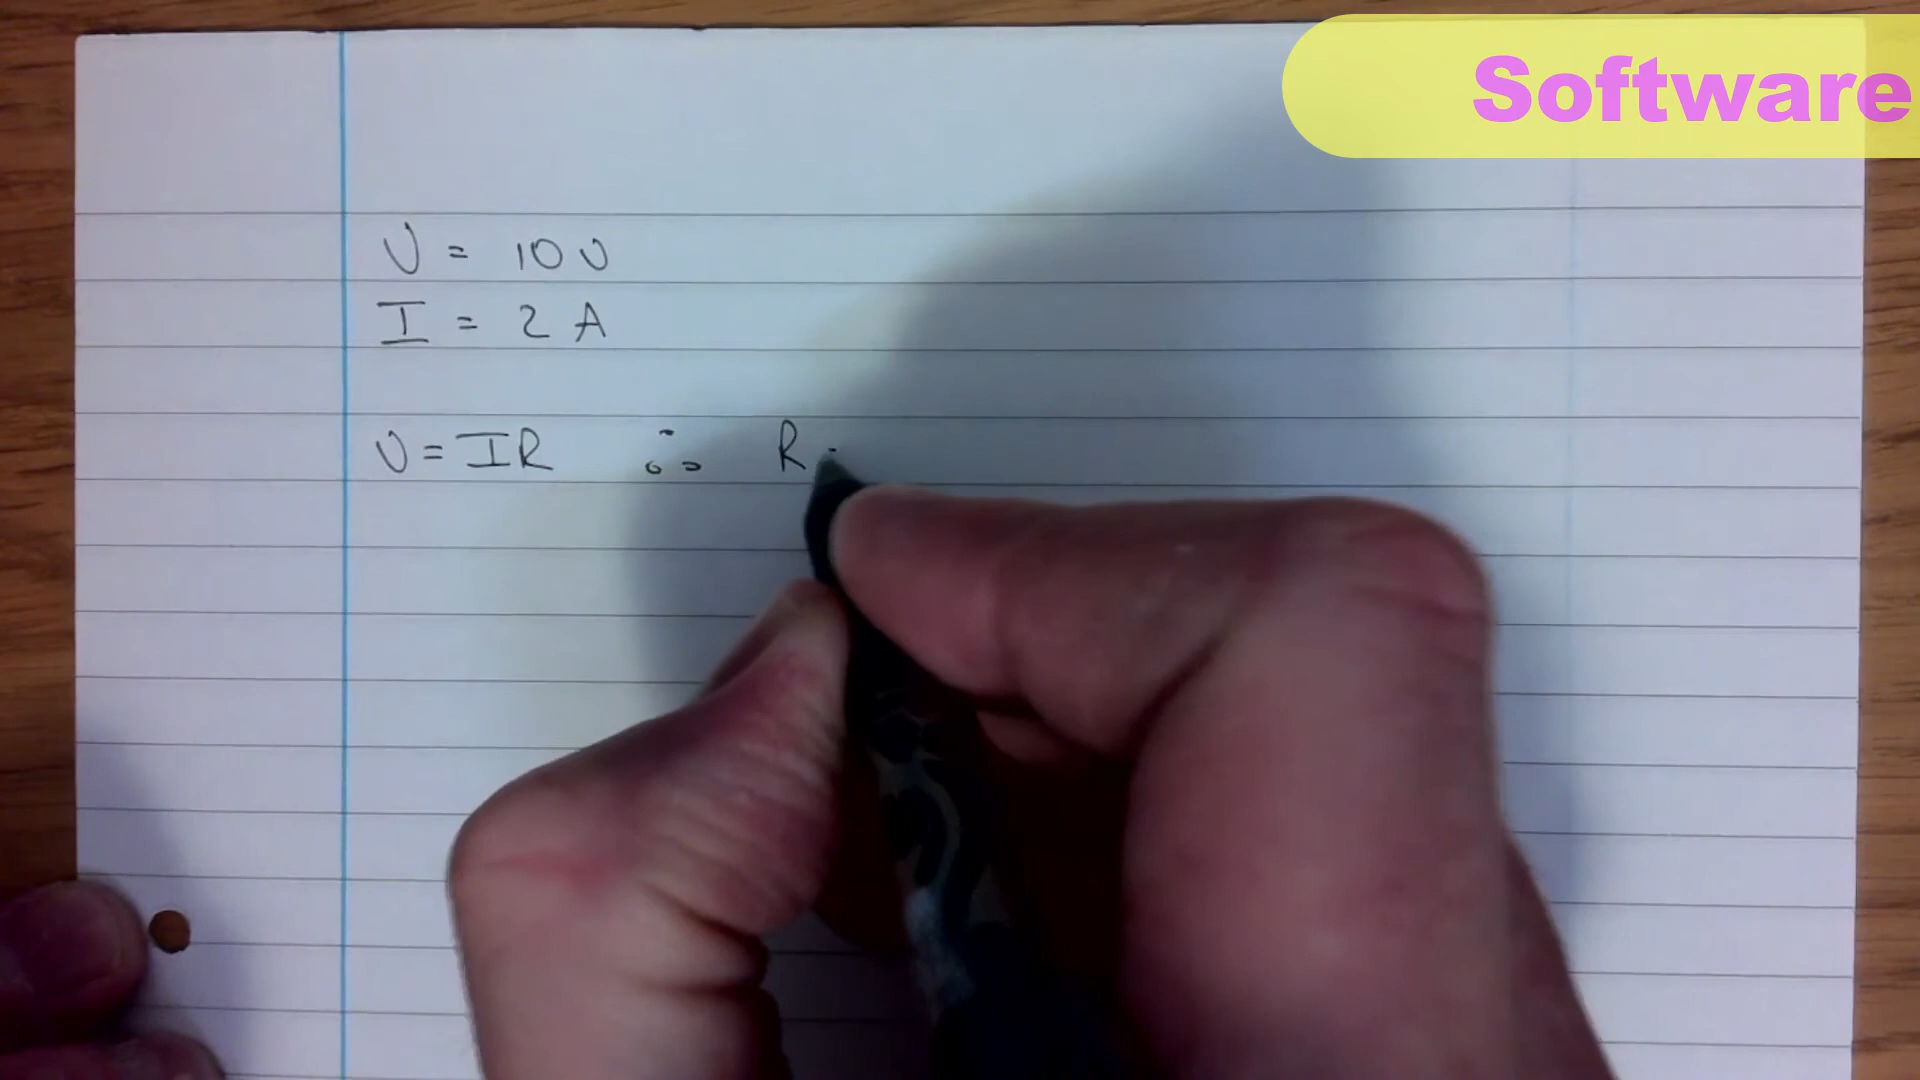 Software
V = 10 V
I = 2 A
V = IR ∴ R